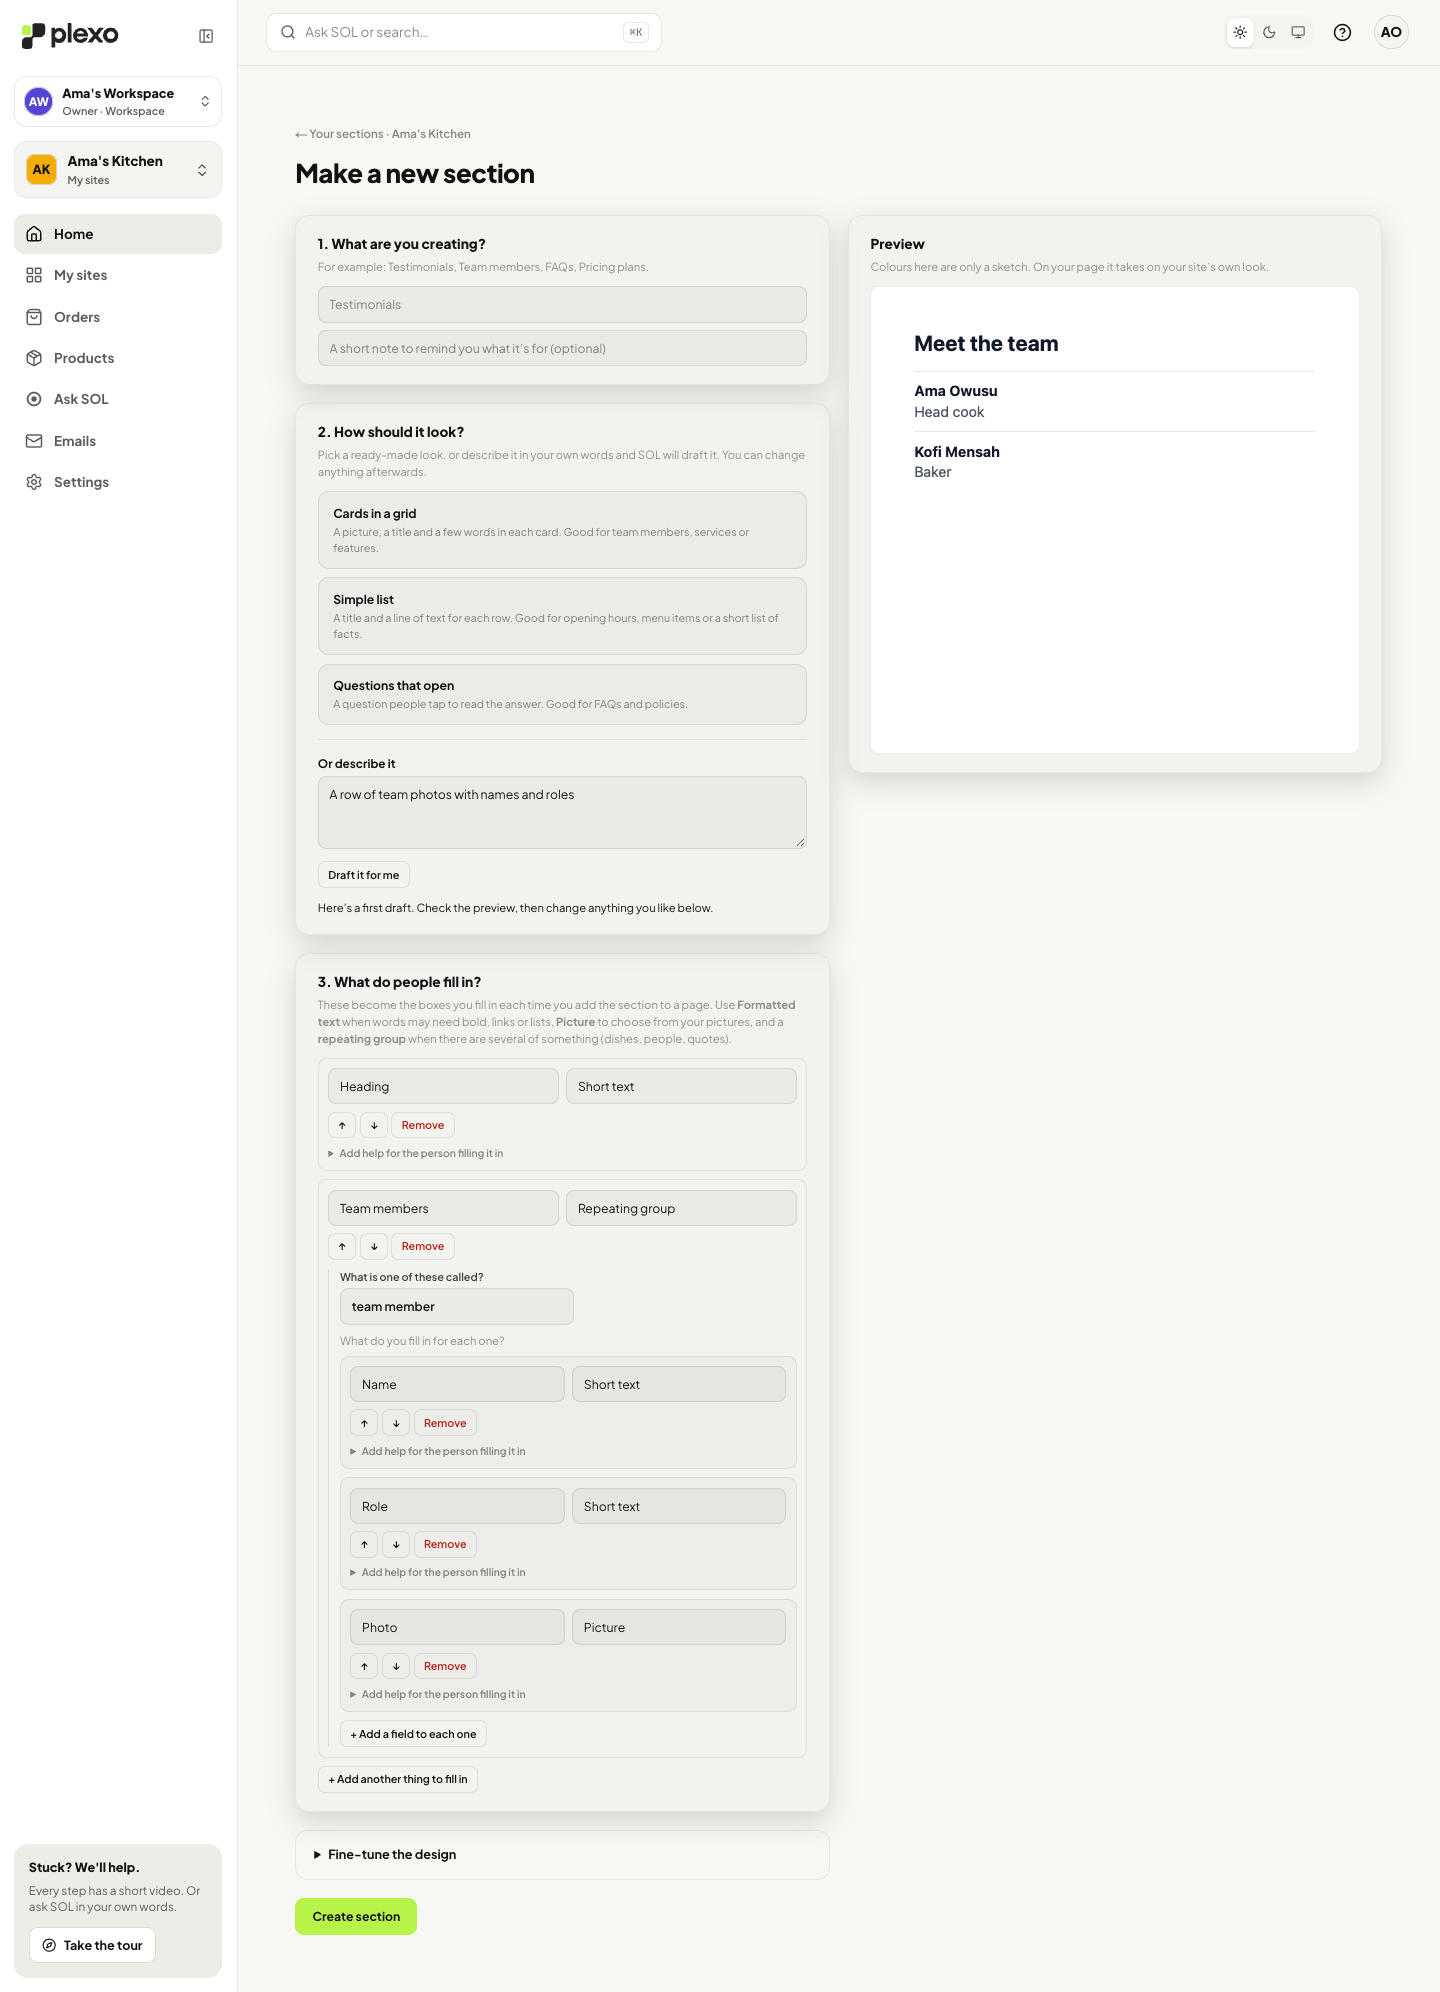 plexo
Ask SOL or search...
⌘K
AO
AW
Ama's Workspace
Owner · Workspace
AK
Ama's Kitchen
My sites
Home
My sites
Orders
Products
Ask SOL
Emails
Settings
Stuck? We'll help.
Every step has a short video. Or
ask SOL in your own words.
Take the tour
← Your sections · Ama's Kitchen
Make a new section
1. What are you creating?
For example: Testimonials, Team members, FAQs, Pricing plans.
Testimonials
A short note to remind you what it's for (optional)
2. How should it look?
Pick a ready-made look, or describe it in your own words and SOL will draft it. You can change
anything afterwards.
Cards in a grid
A picture, a title and a few words in each card. Good for team members, services or
features.
Simple list
A title and a line of text for each row. Good for opening hours, menu items or a short list of
facts.
Questions that open
A question people tap to read the answer. Good for FAQs and policies.
Or describe it
A row of team photos with names and roles
Draft it for me
Here's a first draft. Check the preview, then change anything you like below.
3. What do people fill in?
These become the boxes you fill in each time you add the section to a page. Use Formatted
text when words may need bold, links or lists, Picture to choose from your pictures, and a
repeating group when there are several of something (dishes, people, quotes).
Heading
Short text
↑ ↓ Remove
Add help for the person filling it in
Team members
Repeating group
↑ ↓ Remove
What is one of these called?
team member
What do you fill in for each one?
Name
Short text
↑ ↓ Remove
Add help for the person filling it in
Role
Short text
↑ ↓ Remove
Add help for the person filling it in
Photo
Picture
↑ ↓ Remove
Add help for the person filling it in
+ Add a field to each one
+ Add another thing to fill in
Fine-tune the design
Create section
Preview
Colours here are only a sketch. On your page it takes on your site's own look.
Meet the team
Ama Owusu
Head cook
Kofi Mensah
Baker